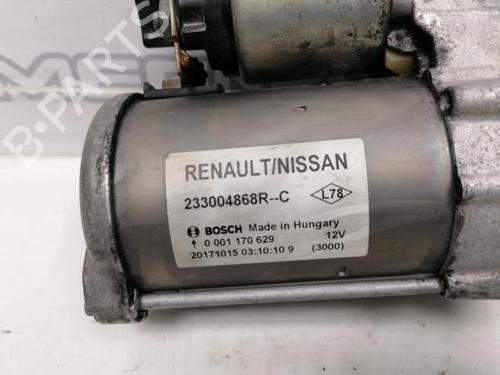 B-PARTS
RENAULT/NISSAN
233004868R--C
L78
BOSCH Made in Hungary
0 001 170 629 12V
20171015 03:10:10 9 (3000)